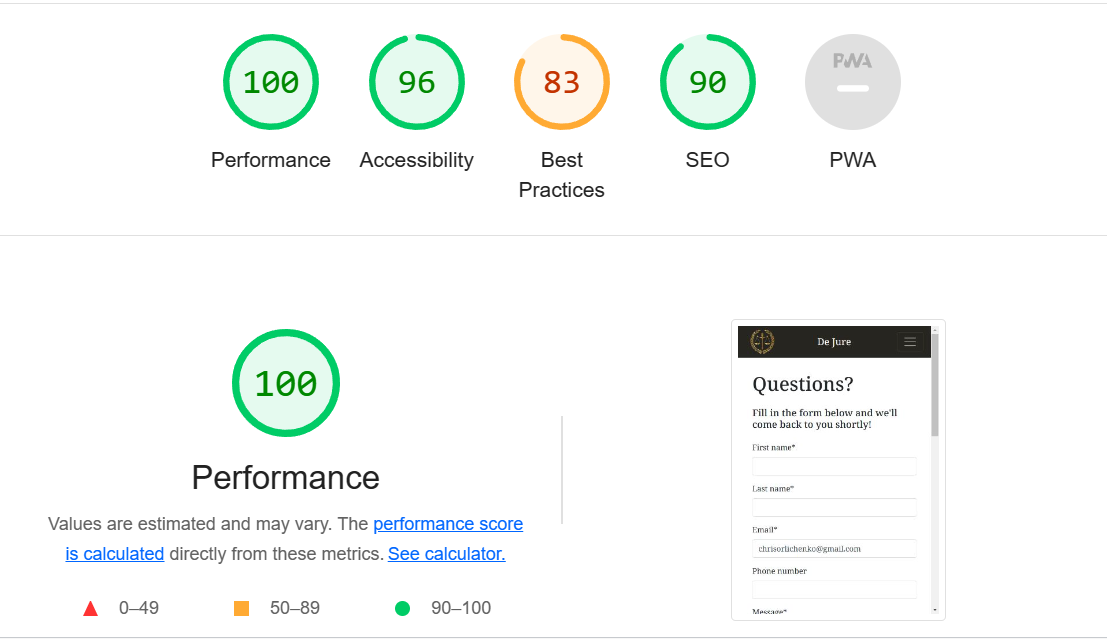 100
96
83
90
PWA
Performance
Accessibility
Best
Practices
SEO
PWA
100
Performance
Values are estimated and may vary. The performance score
is calculated directly from these metrics. See calculator.
0–49
50–89
90–100
De Jure
Questions?
Fill in the form below and we'll
come back to you shortly!
First name*
Last name*
Email*
chrisorlichenko@gmail.com
Phone number
Message*